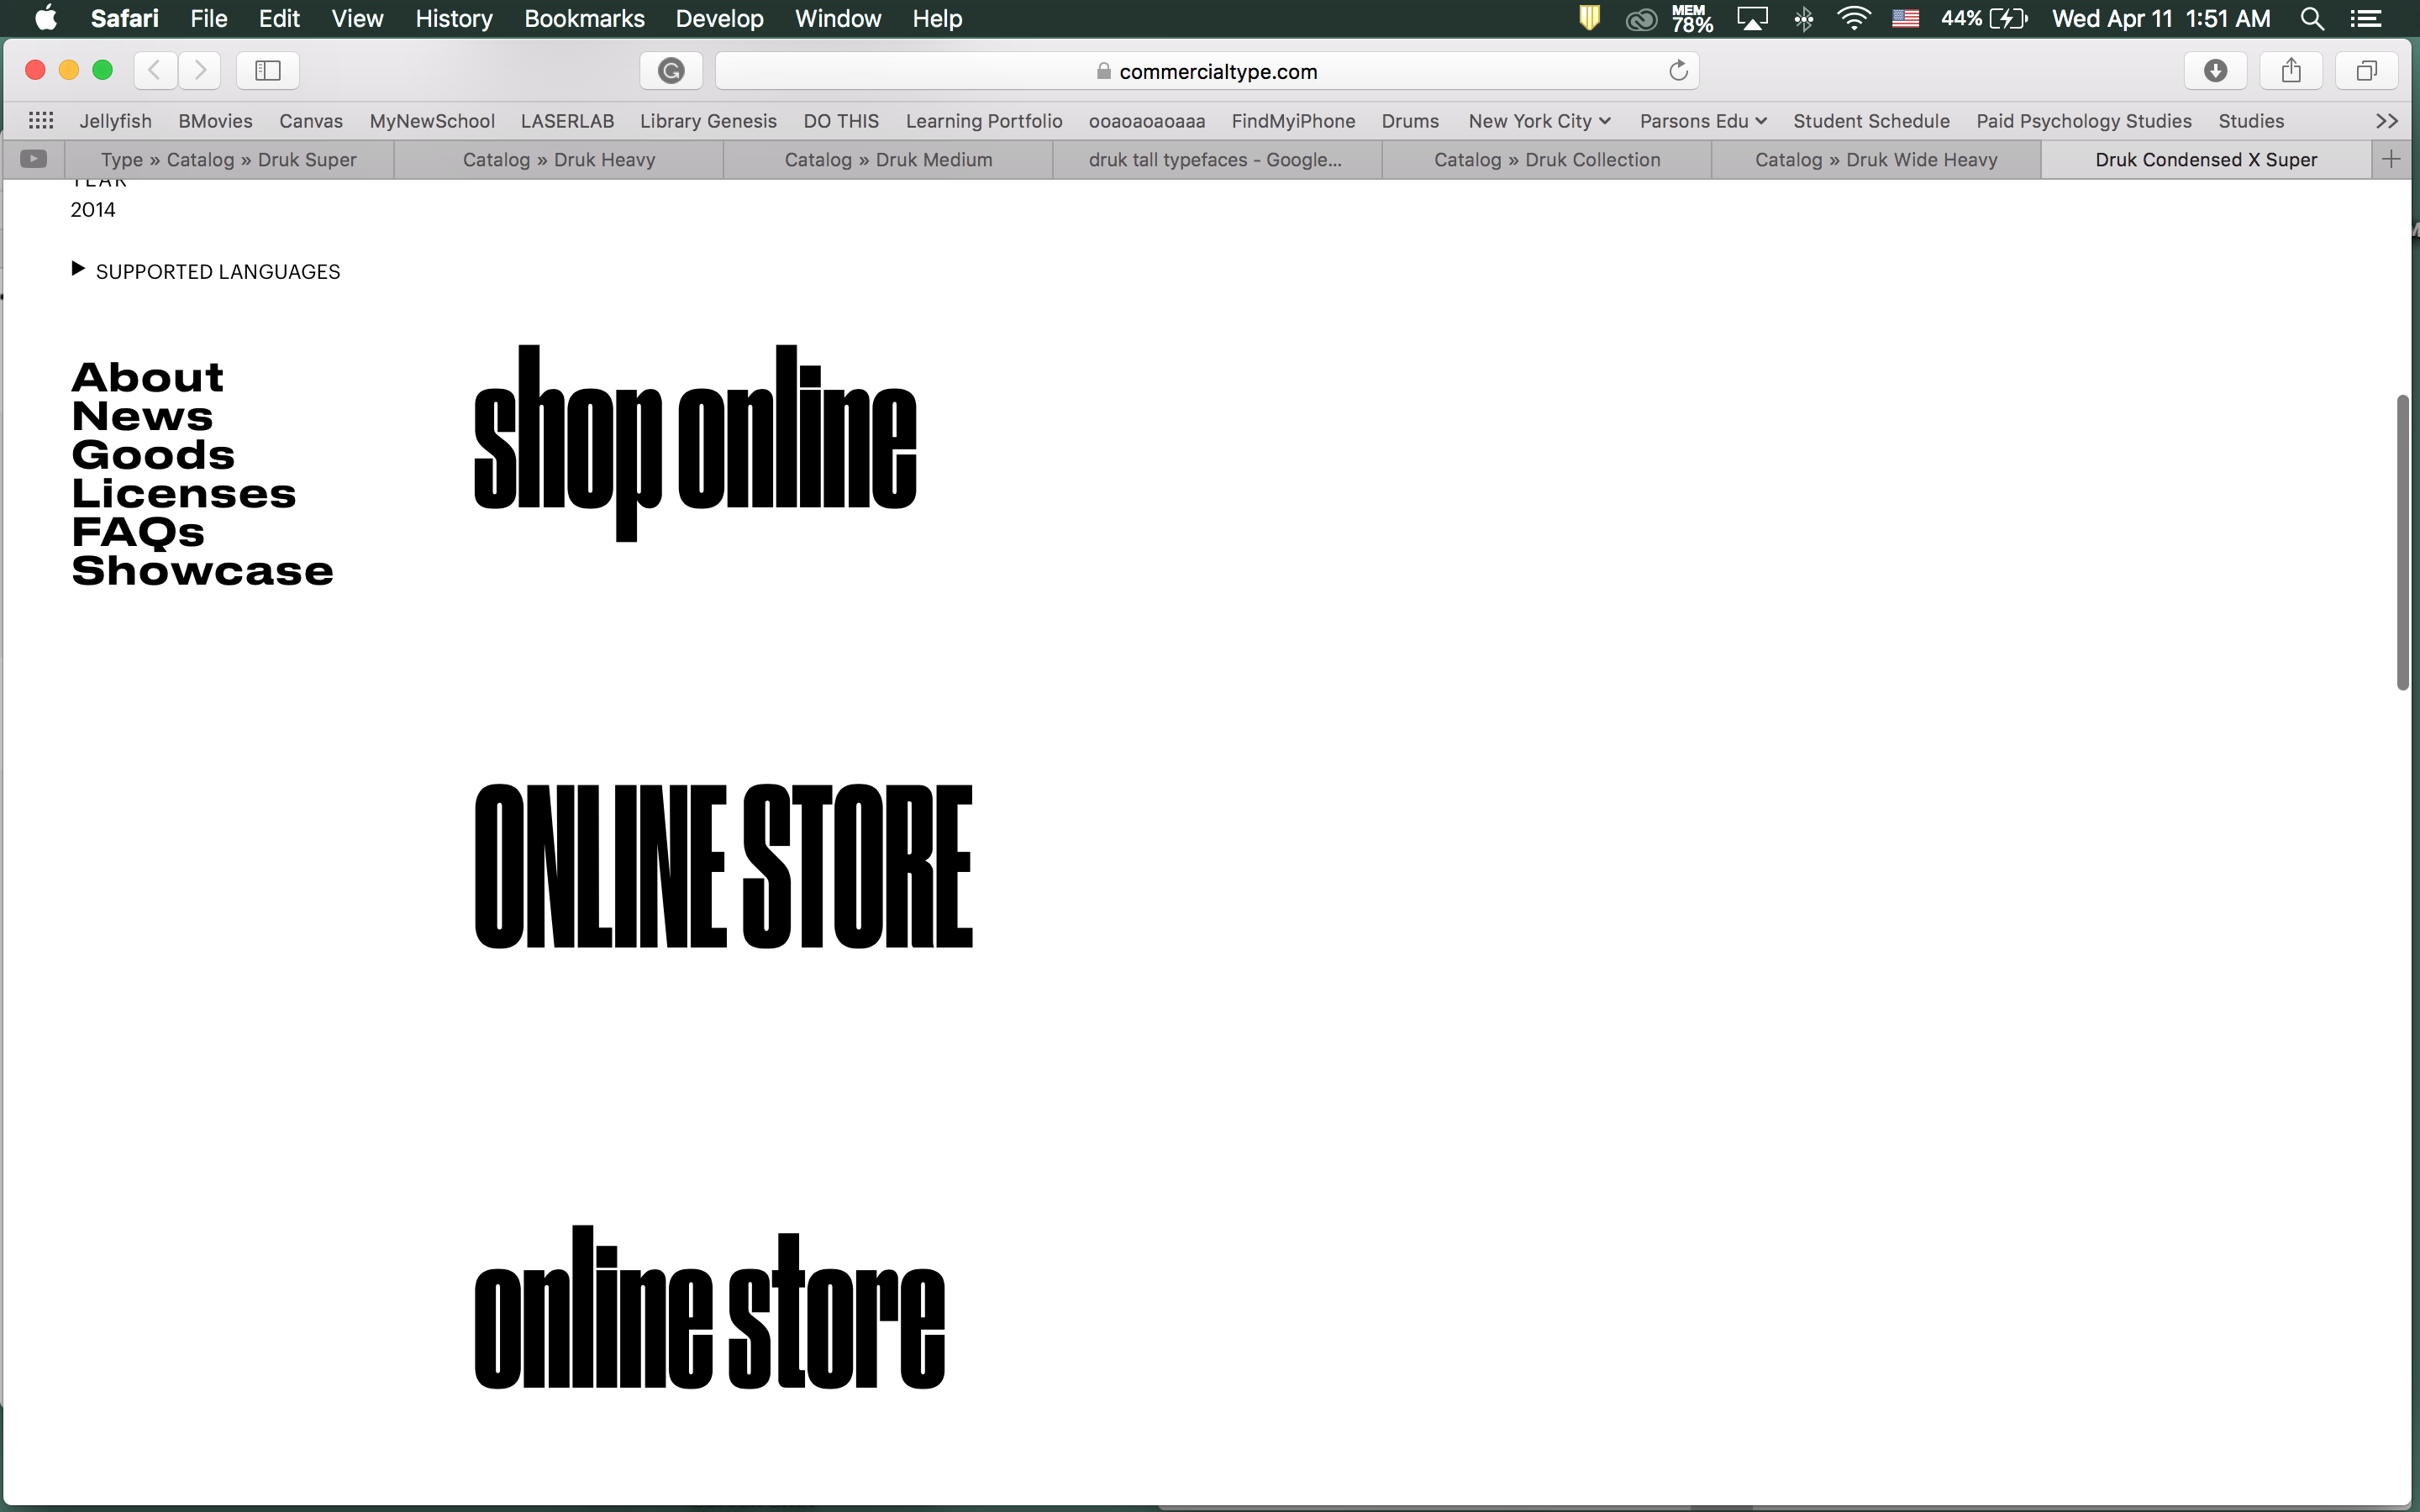 Safari File Edit View History Bookmarks Develop Window Help MEM 78% 44% Wed Apr 11 1:51 AM
commercialtype.com
Jellyfish BMovies Canvas MyNewSchool LASERLAB Library Genesis DO THIS Learning Portfolio ooaoaoaoaaa FindMyiPhone Drums New York City Parsons Edu Student Schedule Paid Psychology Studies Studies
Type » Catalog » Druk Super Catalog » Druk Heavy Catalog » Druk Medium druk tall typefaces - Google... Catalog » Druk Collection Catalog » Druk Wide Heavy Druk Condensed X Super
YEAR
2014
SUPPORTED LANGUAGES
About
News
Goods
Licenses
FAQs
Showcase
shop online
ONLINE STORE
online store